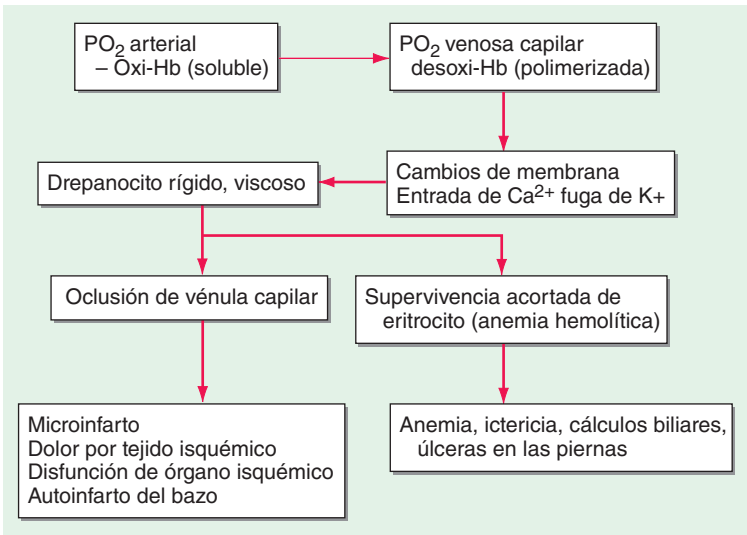 PO2 arterial
– Oxi-Hb (soluble)
PO2 venosa capilar
desoxi-Hb (polimerizada)
Cambios de membrana
Entrada de Ca2+ fuga de K+
Drepanocito rígido, viscoso
Oclusión de vénula capilar
Supervivencia acortada de
eritrocito (anemia hemolítica)
Microinfarto
Dolor por tejido isquémico
Disfunción de órgano isquémico
Autoinfarto del bazo
Anemia, ictericia, cálculos biliares,
úlceras en las piernas